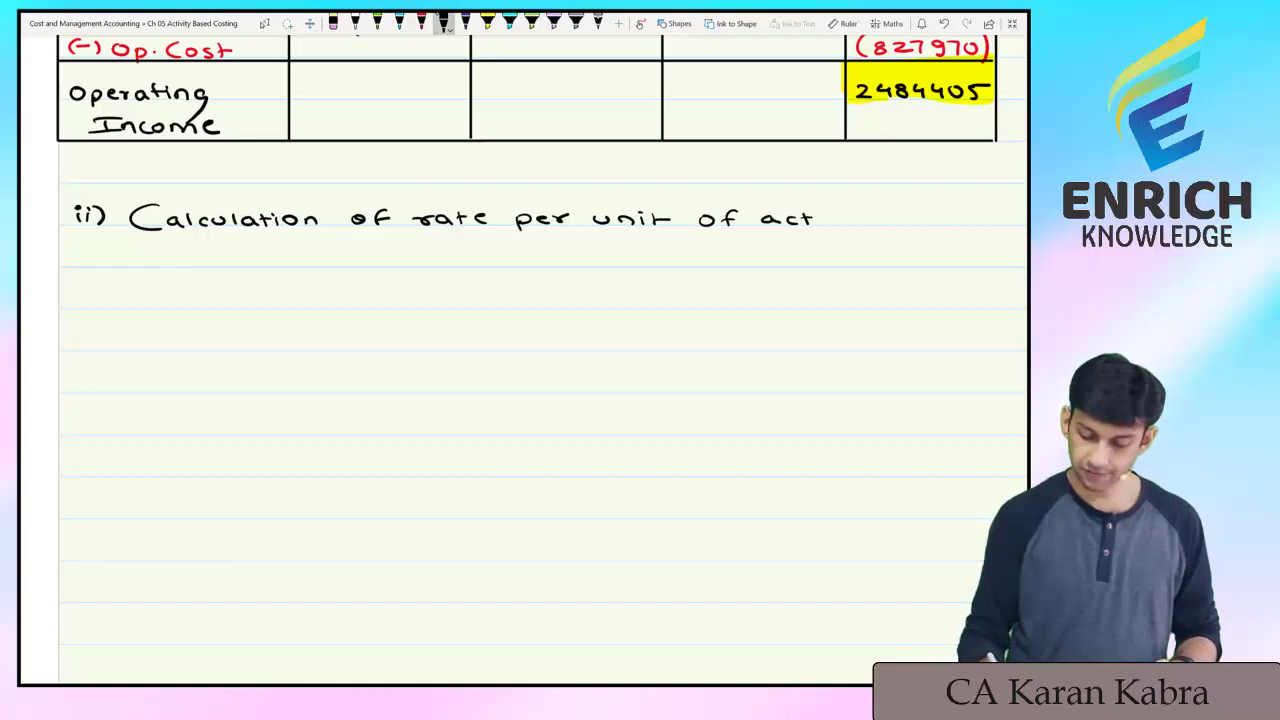 Cost and Management Accounting » Ch 05 Activity Based Costing
Shapes
Ink to Shape
Ink to Text
Ruler
Maths
(-) Op. Cost (827970)
Operating 2484405
Income
ii) Calculation of rate per unit of act
ENRICH
KNOWLEDGE
CA Karan Kabra